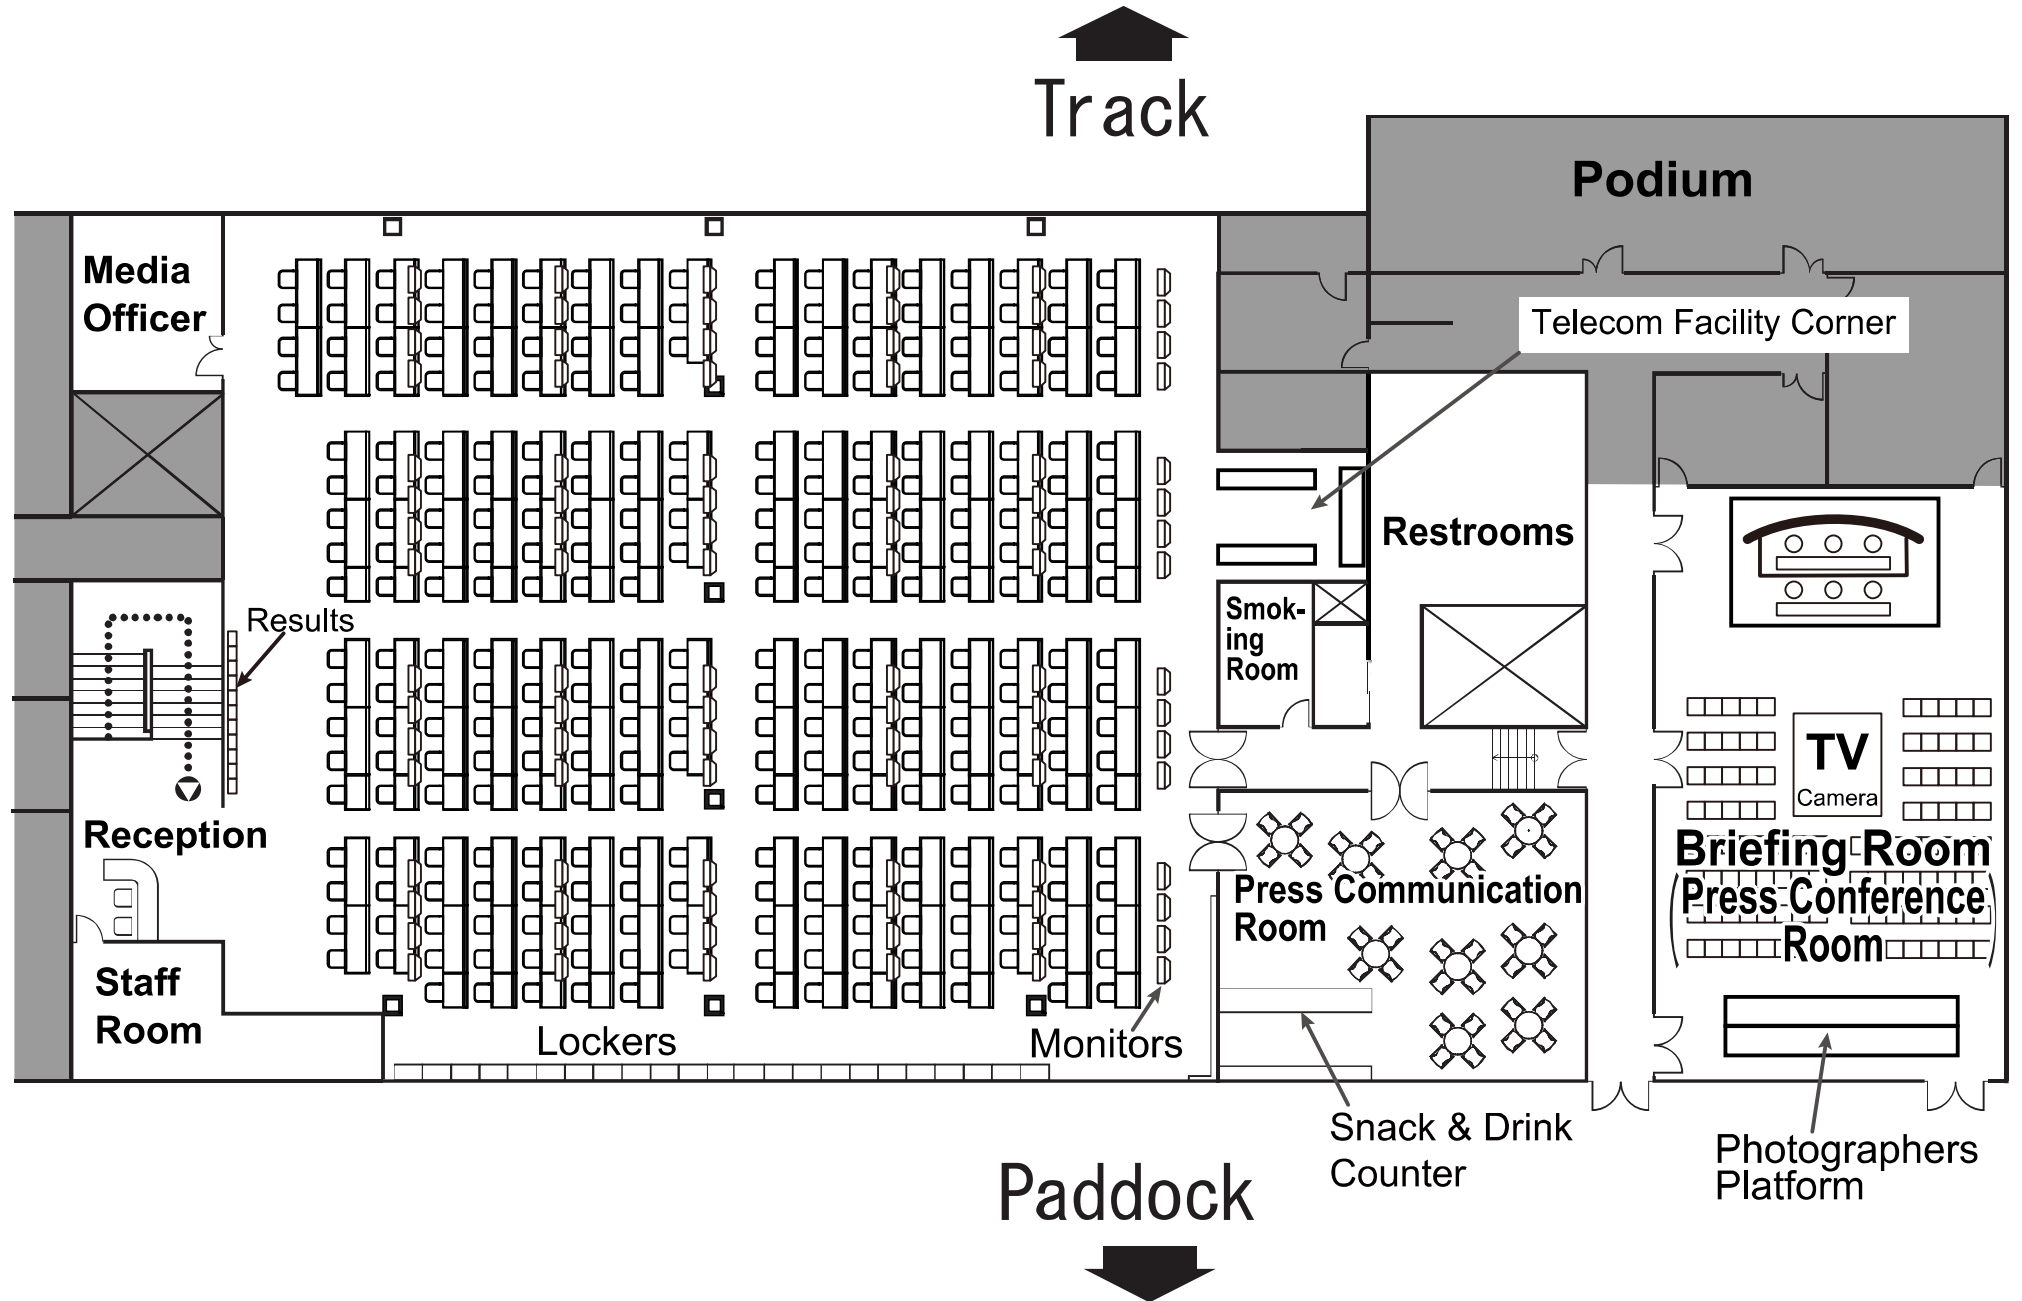 Track
Podium
Media
Officer
Telecom Facility Corner
Restrooms
Results
Smok-
ing
Room
TV
Camera
Reception
Briefing Room
Press Communication
Room
(Press Conference
Room)
Staff
Room
Lockers
Monitors
Snack & Drink
Counter
Photographers
Platform
Paddock